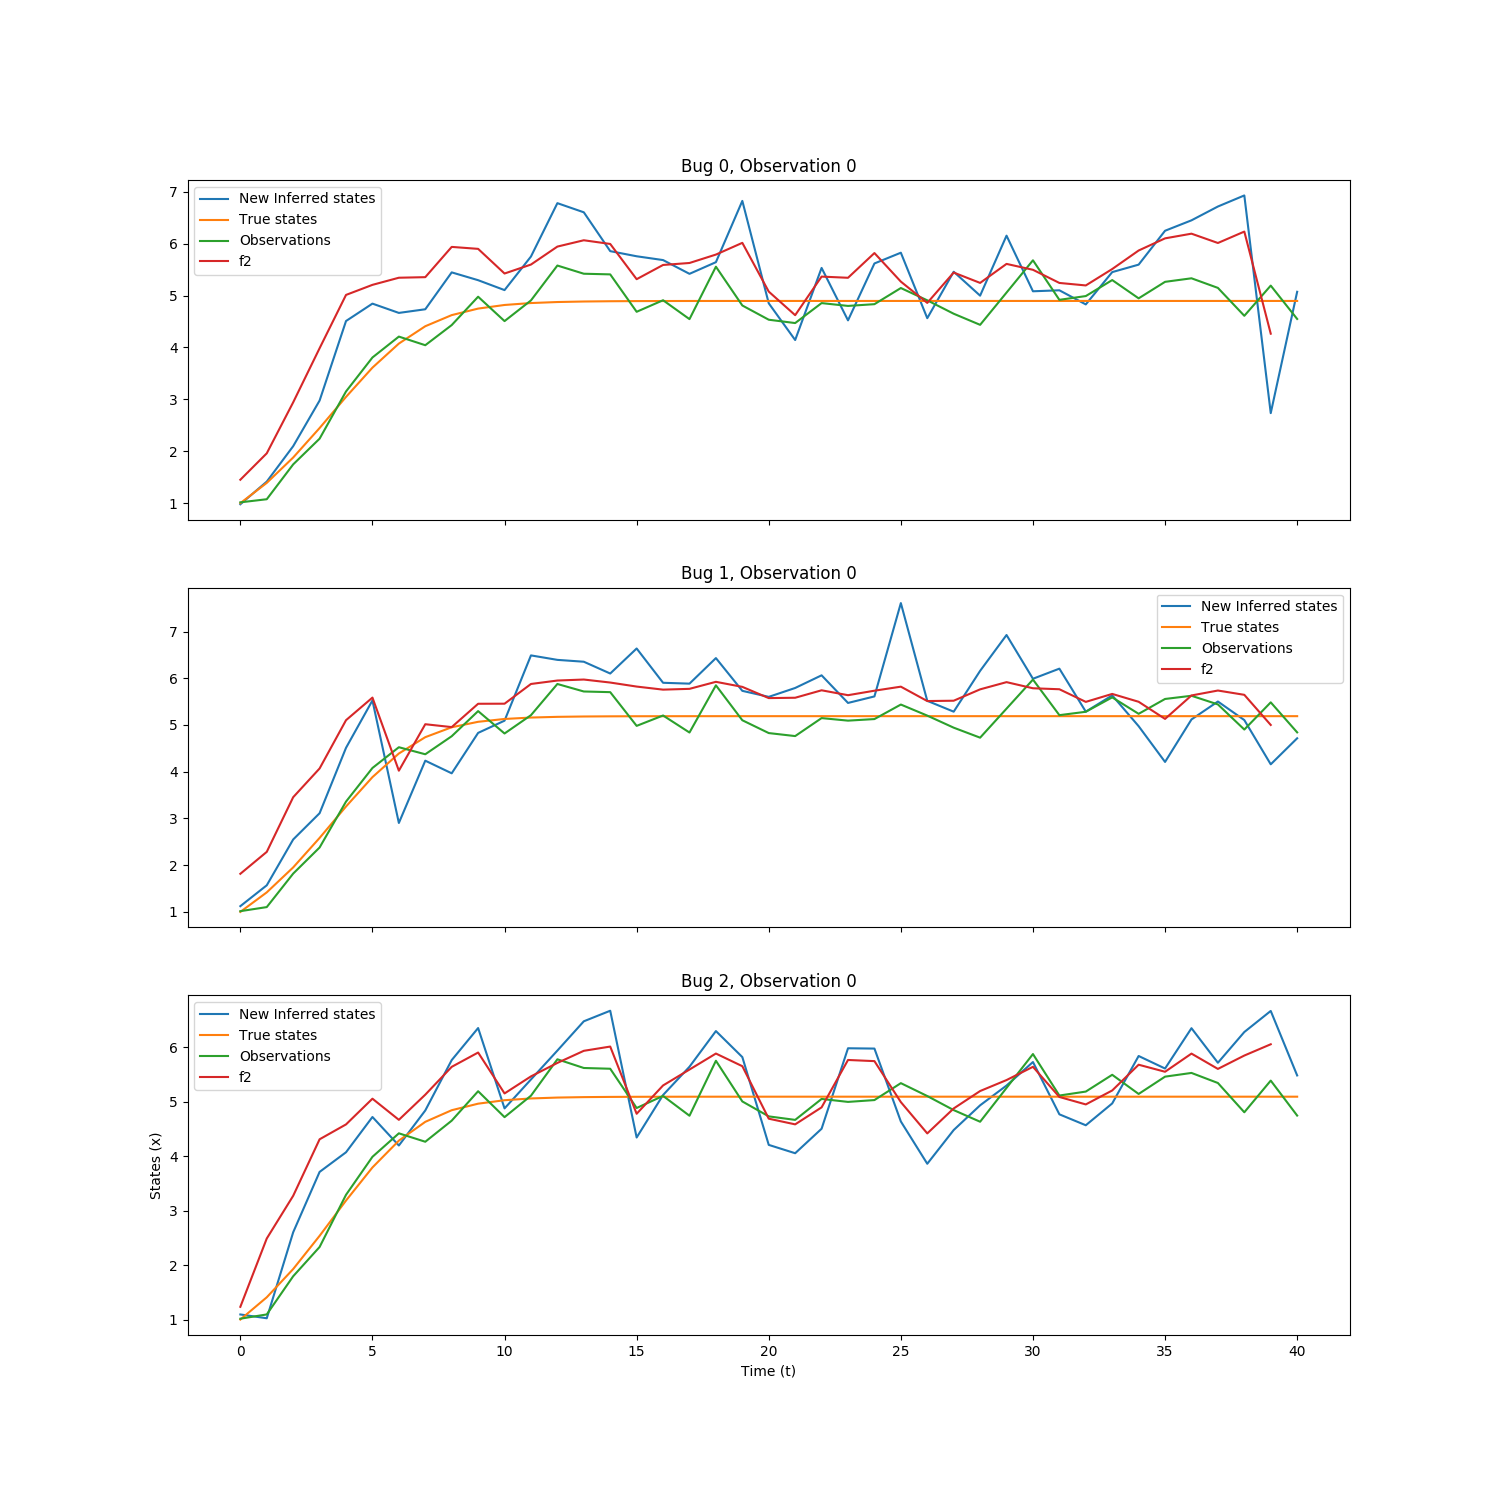 Bug 0, Observation 0
New Inferred states
True states
Observations
f2
7
6
5
4
3
2
1
Bug 1, Observation 0
New Inferred states
True states
Observations
f2
7
6
5
4
3
2
1
Bug 2, Observation 0
New Inferred states
True states
Observations
f2
6
5
4
3
2
1
States (x)
0 5 10 15 20 25 30 35 40
Time (t)